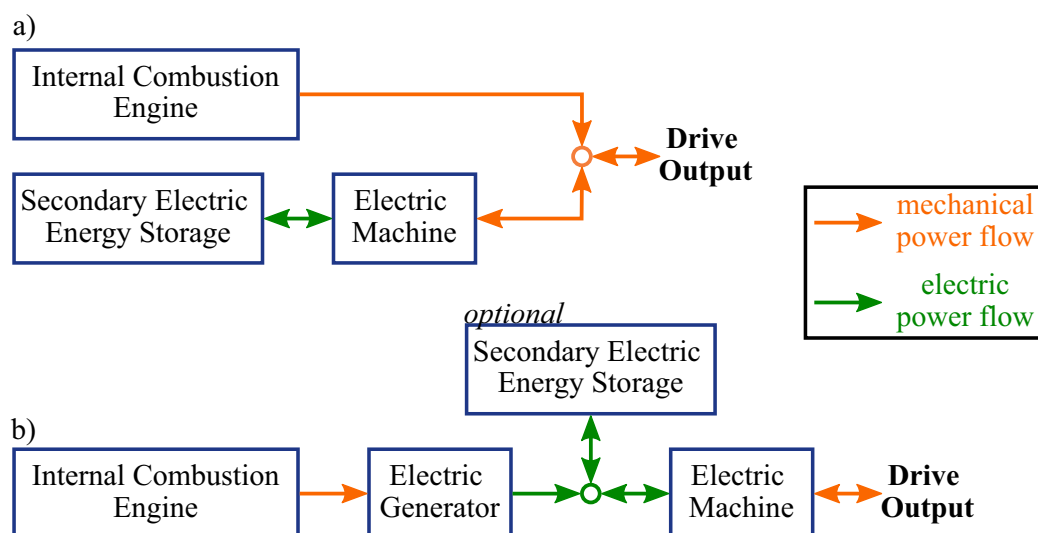 a)
Internal Combustion
Engine
Drive
Output
Secondary Electric
Energy Storage
Electric
Machine
mechanical
power flow
electric
power flow
optional
Secondary Electric
Energy Storage
b)
Internal Combustion
Engine
Electric
Generator
Electric
Machine
Drive
Output